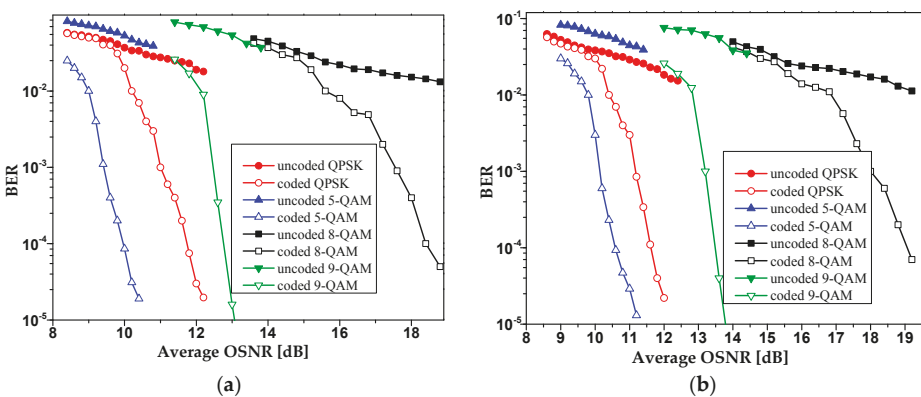 10⁻²
10⁻³
10⁻⁴
10⁻⁵
BER
8 10 12 14 16 18
Average OSNR [dB]
uncoded QPSK
coded QPSK
uncoded 5-QAM
coded 5-QAM
uncoded 8-QAM
coded 8-QAM
uncoded 9-QAM
coded 9-QAM
(a)
10⁻¹
10⁻²
10⁻³
10⁻⁴
10⁻⁵
BER
8 9 10 11 12 13 14 15 16 17 18 19
Average OSNR [dB]
uncoded QPSK
coded QPSK
uncoded 5-QAM
coded 5-QAM
uncoded 8-QAM
coded 8-QAM
uncoded 9-QAM
coded 9-QAM
(b)